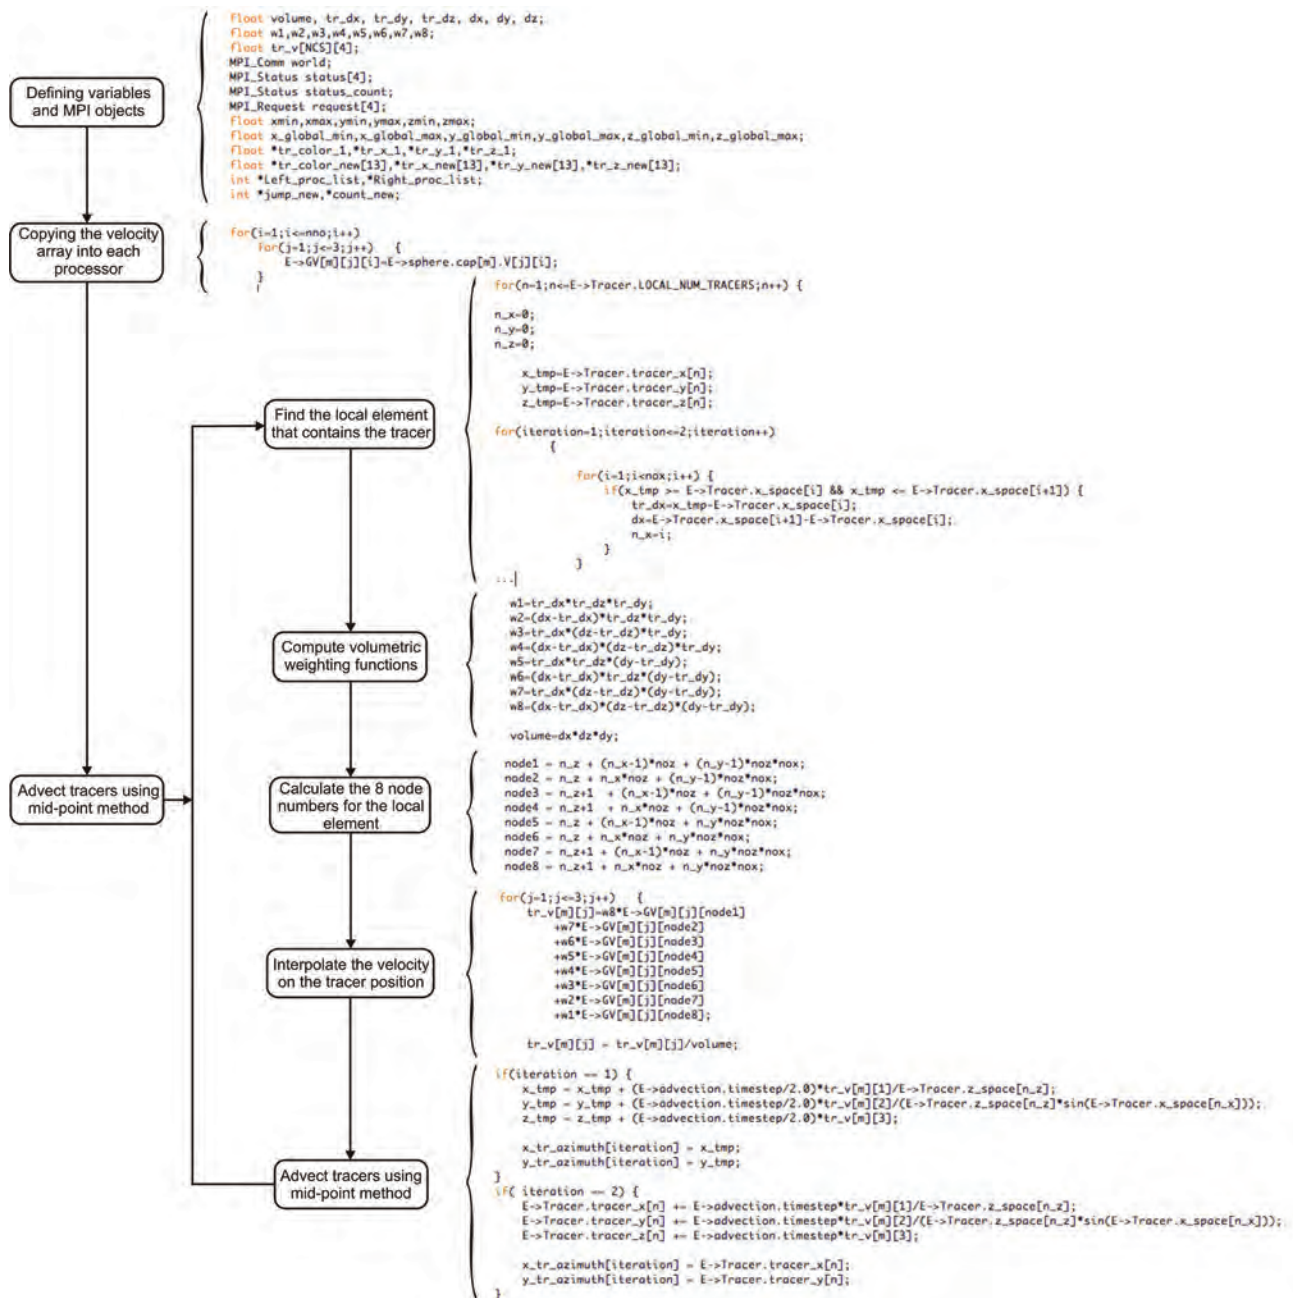 float volume, tr_dx, tr_dy, tr_dz, dx, dy, dz;
float w1,w2,w3,w4,w5,w6,w7,w8;
float tr_v[NCS][4];
MPI_Comm world;
MPI_Status status[4];
MPI_Status status_count;
MPI_Request request[4];
float xmin,xmax,ymin,ymax,zmin,zmax;
float x_global_min,x_global_max,y_global_min,y_global_max,z_global_min,z_global_max;
float *tr_color_1,*tr_x_1,*tr_y_1,*tr_z_1;
float *tr_color_new[13],*tr_x_new[13],*tr_y_new[13],*tr_z_new[13];
int *Left_proc_list,*Right_proc_list;
int *jump_new,*count_new;
Defining variables
and MPI objects
Copying the velocity
array into each
processor
for(i=1;i<=nno;i++)
for(j=1;j<=3;j++) {
E->GV[m][j][i]=E->sphere.cap[m].V[j][i];
}
for(n=1;n<=E->Tracer.LOCAL_NUM_TRACERS;n++) {
n_x=0;
n_y=0;
n_z=0;
x_tmp=E->Tracer.tracer_x[n];
y_tmp=E->Tracer.tracer_y[n];
z_tmp=E->Tracer.tracer_z[n];
for(iteration=1;iteration<=2;iteration++)
{
for(i=1;i<nox;i++) {
if(x_tmp >= E->Tracer.x_space[i] && x_tmp <= E->Tracer.x_space[i+1]) {
tr_dx=x_tmp-E->Tracer.x_space[i];
dx=E->Tracer.x_space[i+1]-E->Tracer.x_space[i];
n_x=i;
}
}
...
Find the local element
that contains the tracer
w1=tr_dx*tr_dz*tr_dy;
w2=(dx-tr_dx)*tr_dz*tr_dy;
w3=tr_dx*(dz-tr_dz)*tr_dy;
w4=(dx-tr_dx)*(dz-tr_dz)*tr_dy;
w5=tr_dx*tr_dz*(dy-tr_dy);
w6=(dx-tr_dx)*tr_dz*(dy-tr_dy);
w7=tr_dx*(dz-tr_dz)*(dy-tr_dy);
w8=(dx-tr_dx)*(dz-tr_dz)*(dy-tr_dy);
volume=dx*dz*dy;
Compute volumetric
weighting functions
node1 = n_z + (n_x-1)*noz + (n_y-1)*noz*nox;
node2 = n_z + n_x*noz + (n_y-1)*noz*nox;
node3 = n_z+1 + (n_x-1)*noz + (n_y-1)*noz*nox;
node4 = n_z+1 + n_x*noz + (n_y-1)*noz*nox;
node5 = n_z + (n_x-1)*noz + n_y*noz*nox;
node6 = n_z + n_x*noz + n_y*noz*nox;
node7 = n_z+1 + (n_x-1)*noz + n_y*noz*nox;
node8 = n_z+1 + n_x*noz + n_y*noz*nox;
Advect tracers using
mid-point method
Calculate the 8 node
numbers for the local
element
for(j=1;j<=3;j++) {
tr_v[m][j]=w8*E->GV[m][j][node1]
+w7*E->GV[m][j][node2]
+w6*E->GV[m][j][node3]
+w5*E->GV[m][j][node4]
+w4*E->GV[m][j][node5]
+w3*E->GV[m][j][node6]
+w2*E->GV[m][j][node7]
+w1*E->GV[m][j][node8];
tr_v[m][j] = tr_v[m][j]/volume;
Interpolate the velocity
on the tracer position
if(iteration == 1) {
x_tmp = x_tmp + (E->advection.timestep/2.0)*tr_v[m][1]/E->Tracer.z_space[n_z];
y_tmp = y_tmp + (E->advection.timestep/2.0)*tr_v[m][2]/(E->Tracer.z_space[n_z]*sin(E->Tracer.x_space[n_x]));
z_tmp = z_tmp + (E->advection.timestep/2.0)*tr_v[m][3];
x_tr_azimuth[iteration] = x_tmp;
y_tr_azimuth[iteration] = y_tmp;
}
if( iteration == 2) {
E->Tracer.tracer_x[n] += E->advection.timestep*tr_v[m][1]/E->Tracer.z_space[n_z];
E->Tracer.tracer_y[n] += E->advection.timestep*tr_v[m][2]/(E->Tracer.z_space[n_z]*sin(E->Tracer.x_space[n_x]));
E->Tracer.tracer_z[n] += E->advection.timestep*tr_v[m][3];
x_tr_azimuth[iteration] = E->Tracer.tracer_x[n];
y_tr_azimuth[iteration] = E->Tracer.tracer_y[n];
}
Advect tracers using
mid-point method